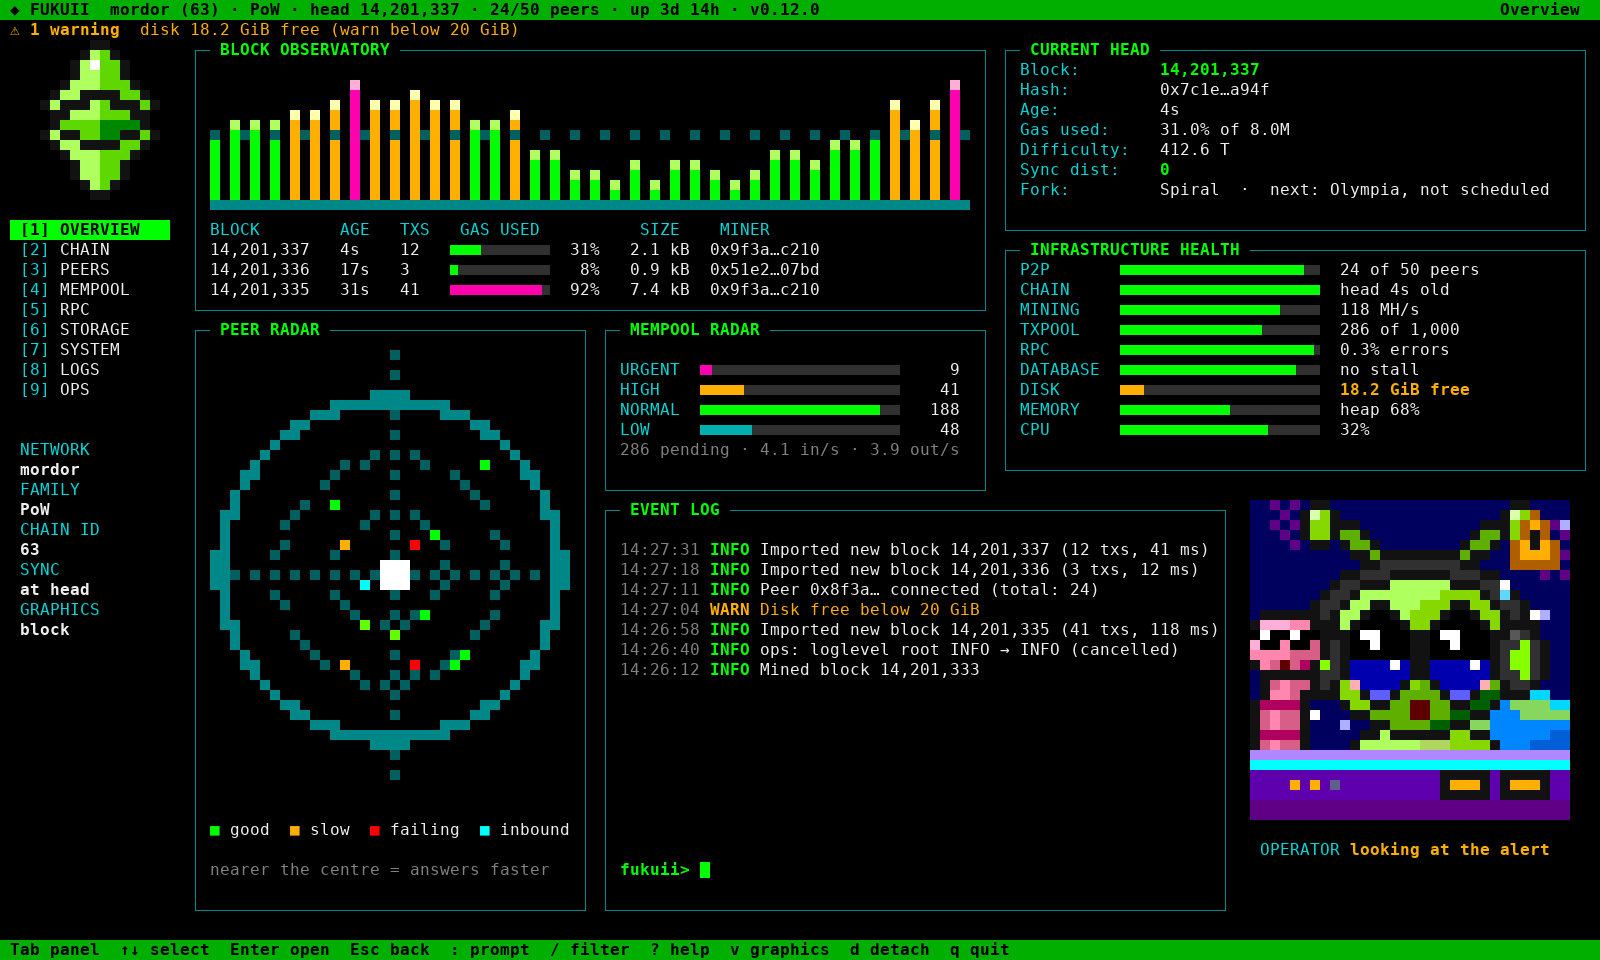 ◆ FUKUII  mordor (63) · PoW · head 14,201,337 · 24/50 peers · up 3d 14h · v0.12.0  Overview
⚠ 1 warning  disk 18.2 GiB free (warn below 20 GiB)
[1] OVERVIEW
[2] CHAIN
[3] PEERS
[4] MEMPOOL
[5] RPC
[6] STORAGE
[7] SYSTEM
[8] LOGS
[9] OPS
NETWORK
mordor
FAMILY
PoW
CHAIN ID
63
SYNC
at head
GRAPHICS
block
BLOCK OBSERVATORY
BLOCK  AGE  TXS  GAS USED  SIZE  MINER
14,201,337  4s  12  31%  2.1 kB  0x9f3a…c210
14,201,336  17s  3  8%  0.9 kB  0x51e2…07bd
14,201,335  31s  41  92%  7.4 kB  0x9f3a…c210
CURRENT HEAD
Block: 14,201,337
Hash: 0x7c1e…a94f
Age: 4s
Gas used: 31.0% of 8.0M
Difficulty: 412.6 T
Sync dist: 0
Fork: Spiral  ·  next: Olympia, not scheduled
INFRASTRUCTURE HEALTH
P2P  24 of 50 peers
CHAIN  head 4s old
MINING  118 MH/s
TXPOOL  286 of 1,000
RPC  0.3% errors
DATABASE  no stall
DISK  18.2 GiB free
MEMORY  heap 68%
CPU  32%
PEER RADAR
■ good  ■ slow  ■ failing  ■ inbound
nearer the centre = answers faster
MEMPOOL RADAR
URGENT  9
HIGH  41
NORMAL  188
LOW  48
286 pending · 4.1 in/s · 3.9 out/s
EVENT LOG
14:27:31 INFO Imported new block 14,201,337 (12 txs, 41 ms)
14:27:18 INFO Imported new block 14,201,336 (3 txs, 12 ms)
14:27:11 INFO Peer 0x8f3a… connected (total: 24)
14:27:04 WARN Disk free below 20 GiB
14:26:58 INFO Imported new block 14,201,335 (41 txs, 118 ms)
14:26:40 INFO ops: loglevel root INFO → INFO (cancelled)
14:26:12 INFO Mined block 14,201,333
fukuii>
OPERATOR looking at the alert
Tab panel  ↑↓ select  Enter open  Esc back  : prompt  / filter  ? help  v graphics  d detach  q quit